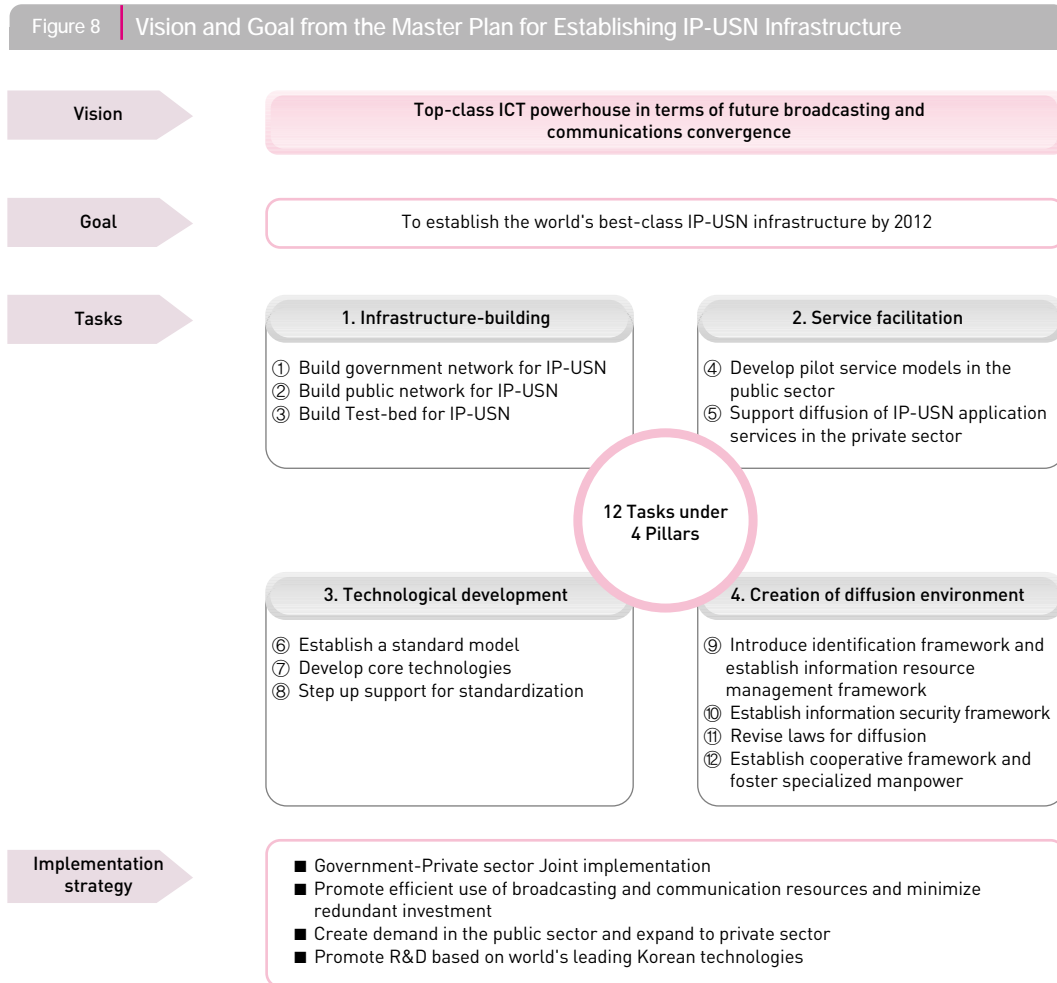 Figure 8 Vision and Goal from the Master Plan for Establishing IP-USN Infrastructure
Vision
Top-class ICT powerhouse in terms of future broadcasting and
communications convergence
Goal
To establish the world's best-class IP-USN infrastructure by 2012
Tasks
1. Infrastructure-building
① Build government network for IP-USN
② Build public network for IP-USN
③ Build Test-bed for IP-USN
2. Service facilitation
④ Develop pilot service models in the
public sector
⑤ Support diffusion of IP-USN application
services in the private sector
12 Tasks under
4 Pillars
3. Technological development
⑥ Establish a standard model
⑦ Develop core technologies
⑧ Step up support for standardization
4. Creation of diffusion environment
⑨ Introduce identification framework and
establish information resource
management framework
⑩ Establish information security framework
⑪ Revise laws for diffusion
⑫ Establish cooperative framework and
foster specialized manpower
Implementation
strategy
■ Government-Private sector Joint implementation
■ Promote efficient use of broadcasting and communication resources and minimize
redundant investment
■ Create demand in the public sector and expand to private sector
■ Promote R&D based on world's leading Korean technologies